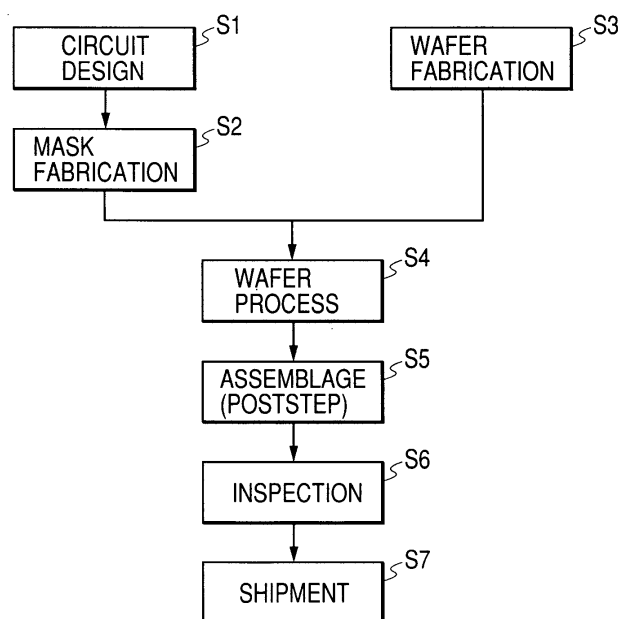 S1
CIRCUIT
DESIGN
S3
WAFER
FABRICATION
S2
MASK
FABRICATION
S4
WAFER
PROCESS
S5
ASSEMBLAGE
(POSTSTEP)
S6
INSPECTION
S7
SHIPMENT